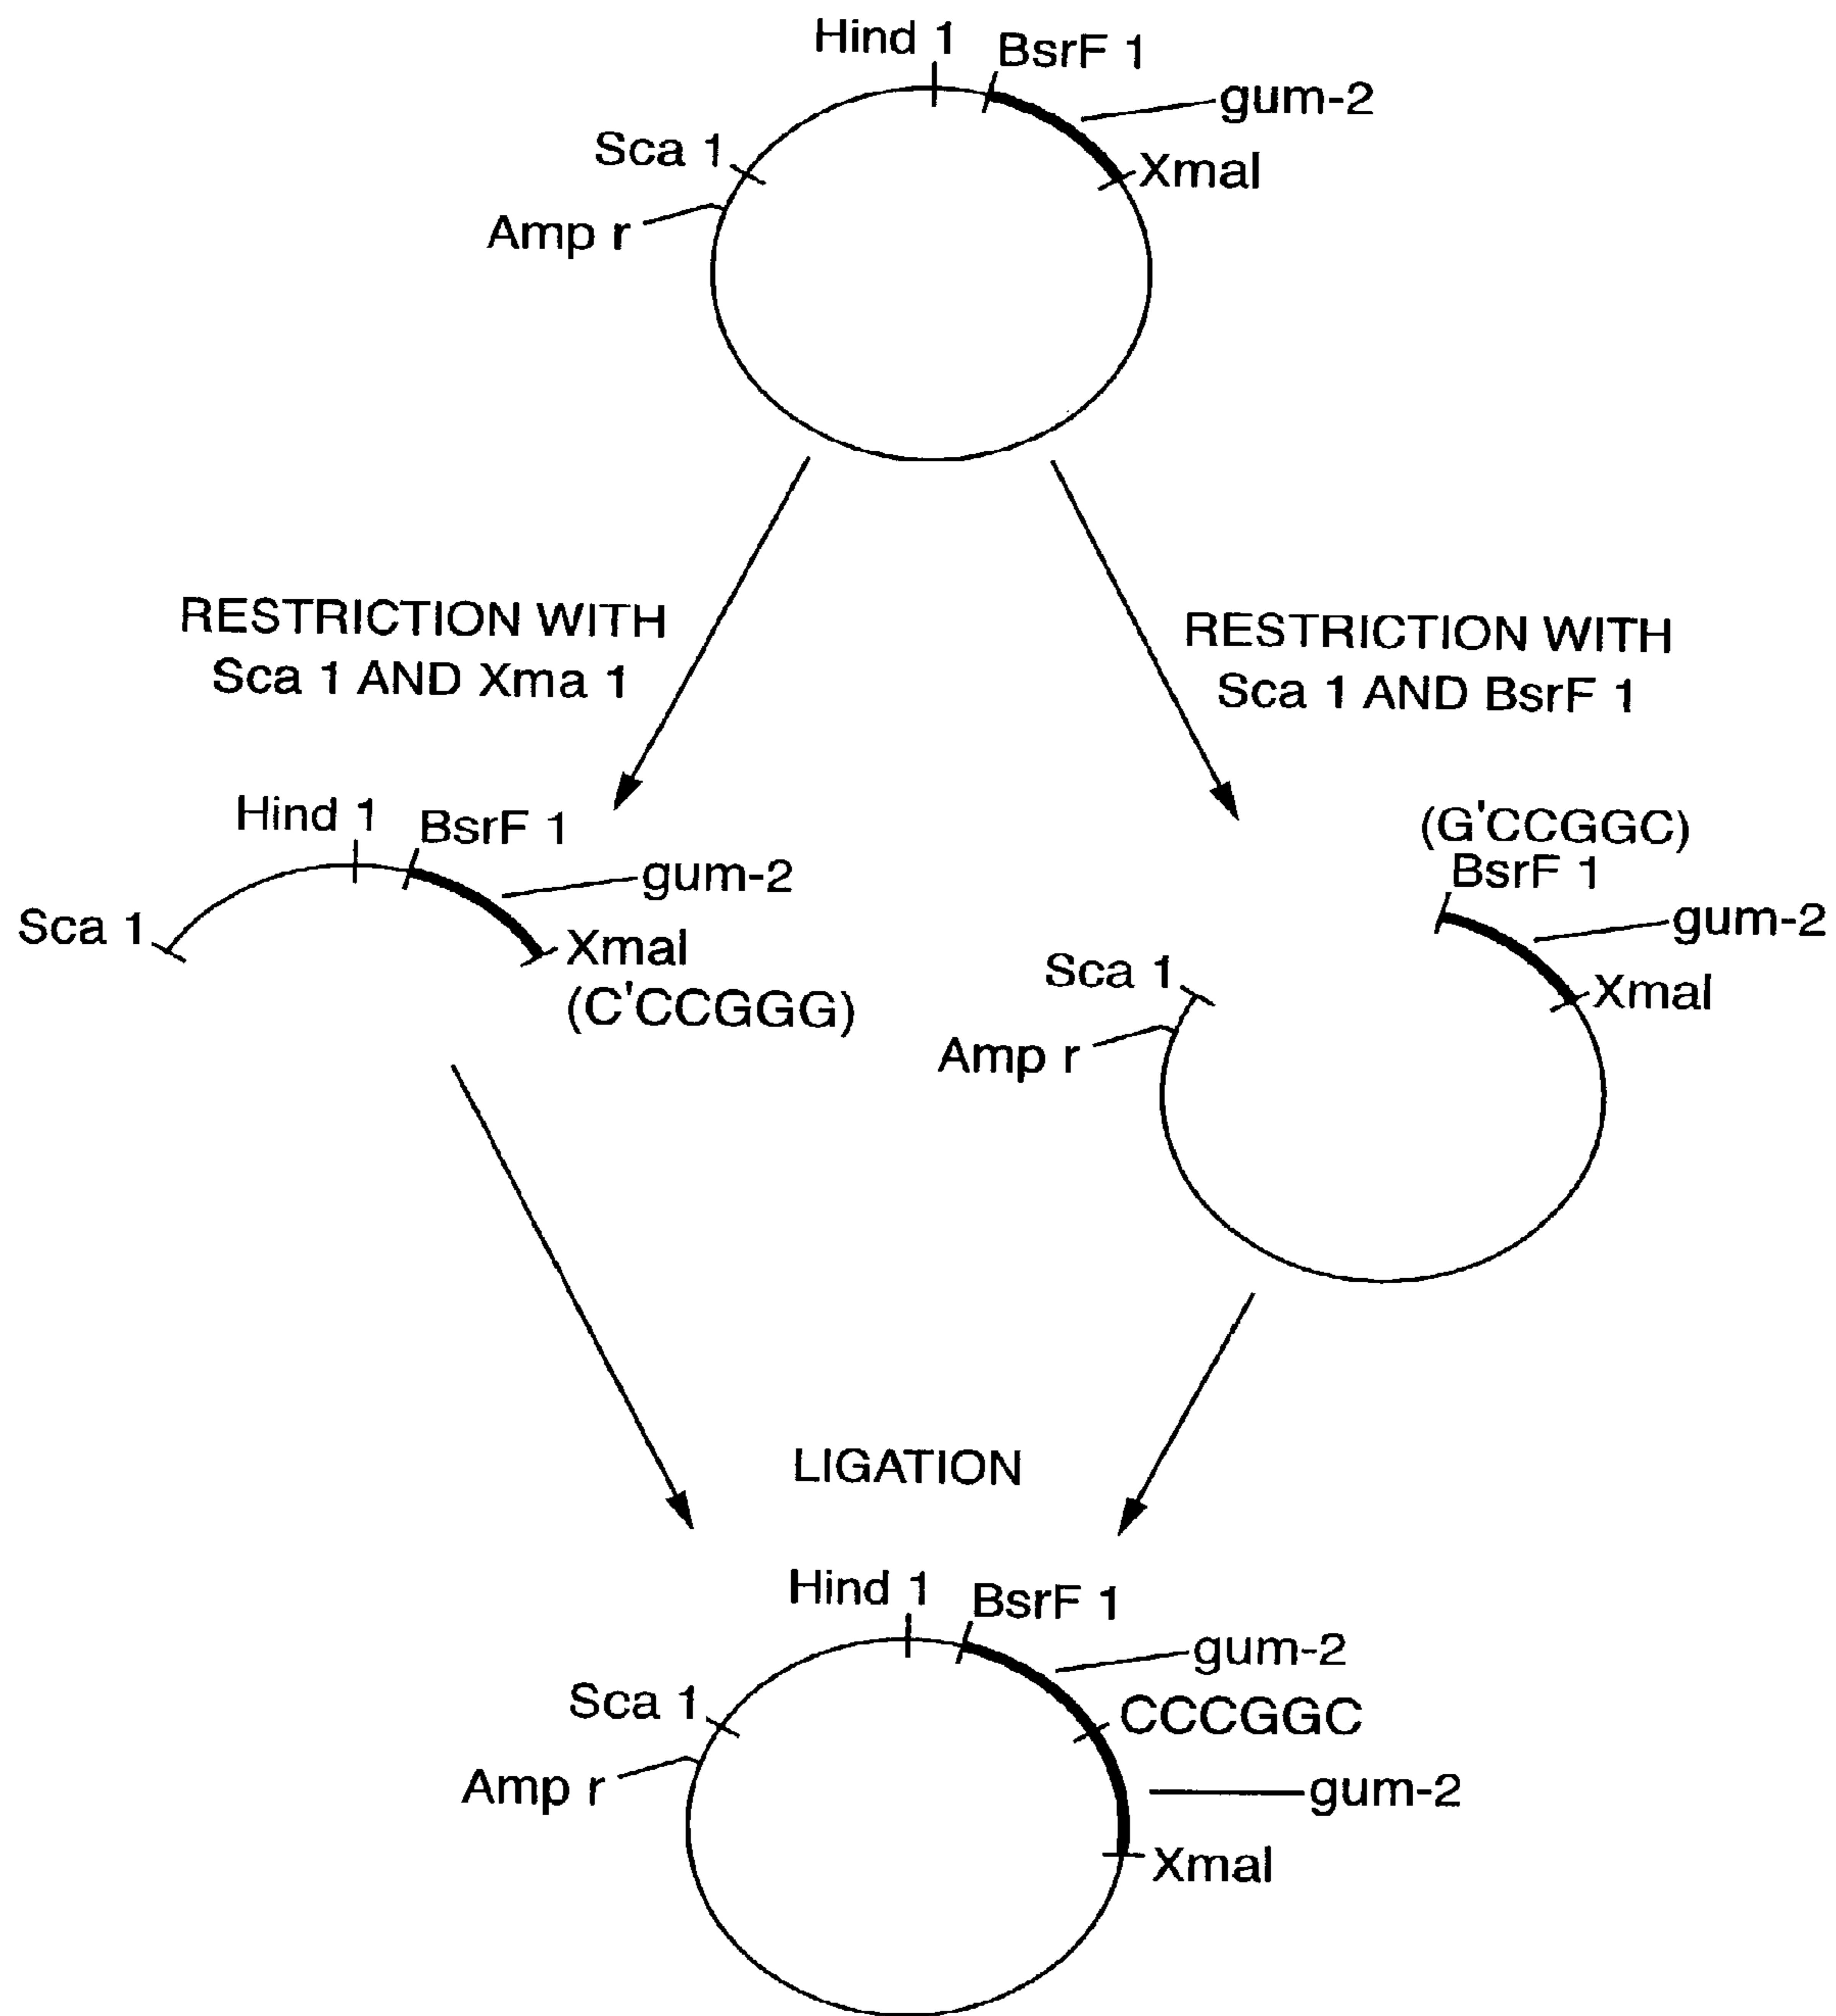 Hind 1
BsrF 1
gum-2
Sca 1
XmaI
Amp r
RESTRICTION WITH
Sca 1 AND Xma 1
RESTRICTION WITH
Sca 1 AND BsrF 1
Hind 1
BsrF 1
gum-2
Sca 1
XmaI
(C'CCGGG)
(G'CCGGC)
BsrF 1
gum-2
Sca 1
XmaI
Amp r
LIGATION
Hind 1
BsrF 1
gum-2
Sca 1
CCCGGC
Amp r
gum-2
XmaI